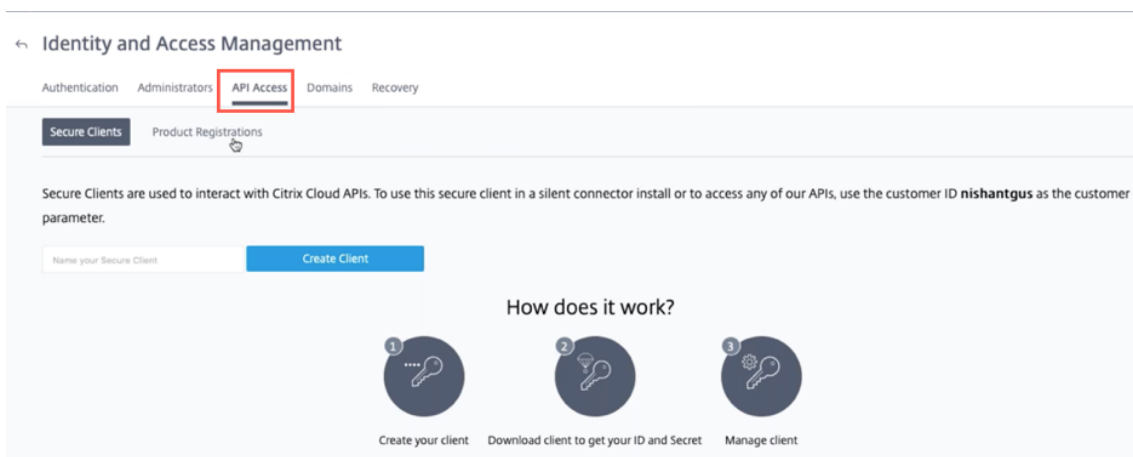 Identity and Access Management
Authentication Administrators API Access Domains Recovery
Secure Clients Product Registrations
Secure Clients are used to interact with Citrix Cloud APIs. To use this secure client in a silent connector install or to access any of our APIs, use the customer ID nishantgus as the customer
parameter.
Name your Secure Client Create Client
How does it work?
1 2 3
Create your client Download client to get your ID and Secret Manage client